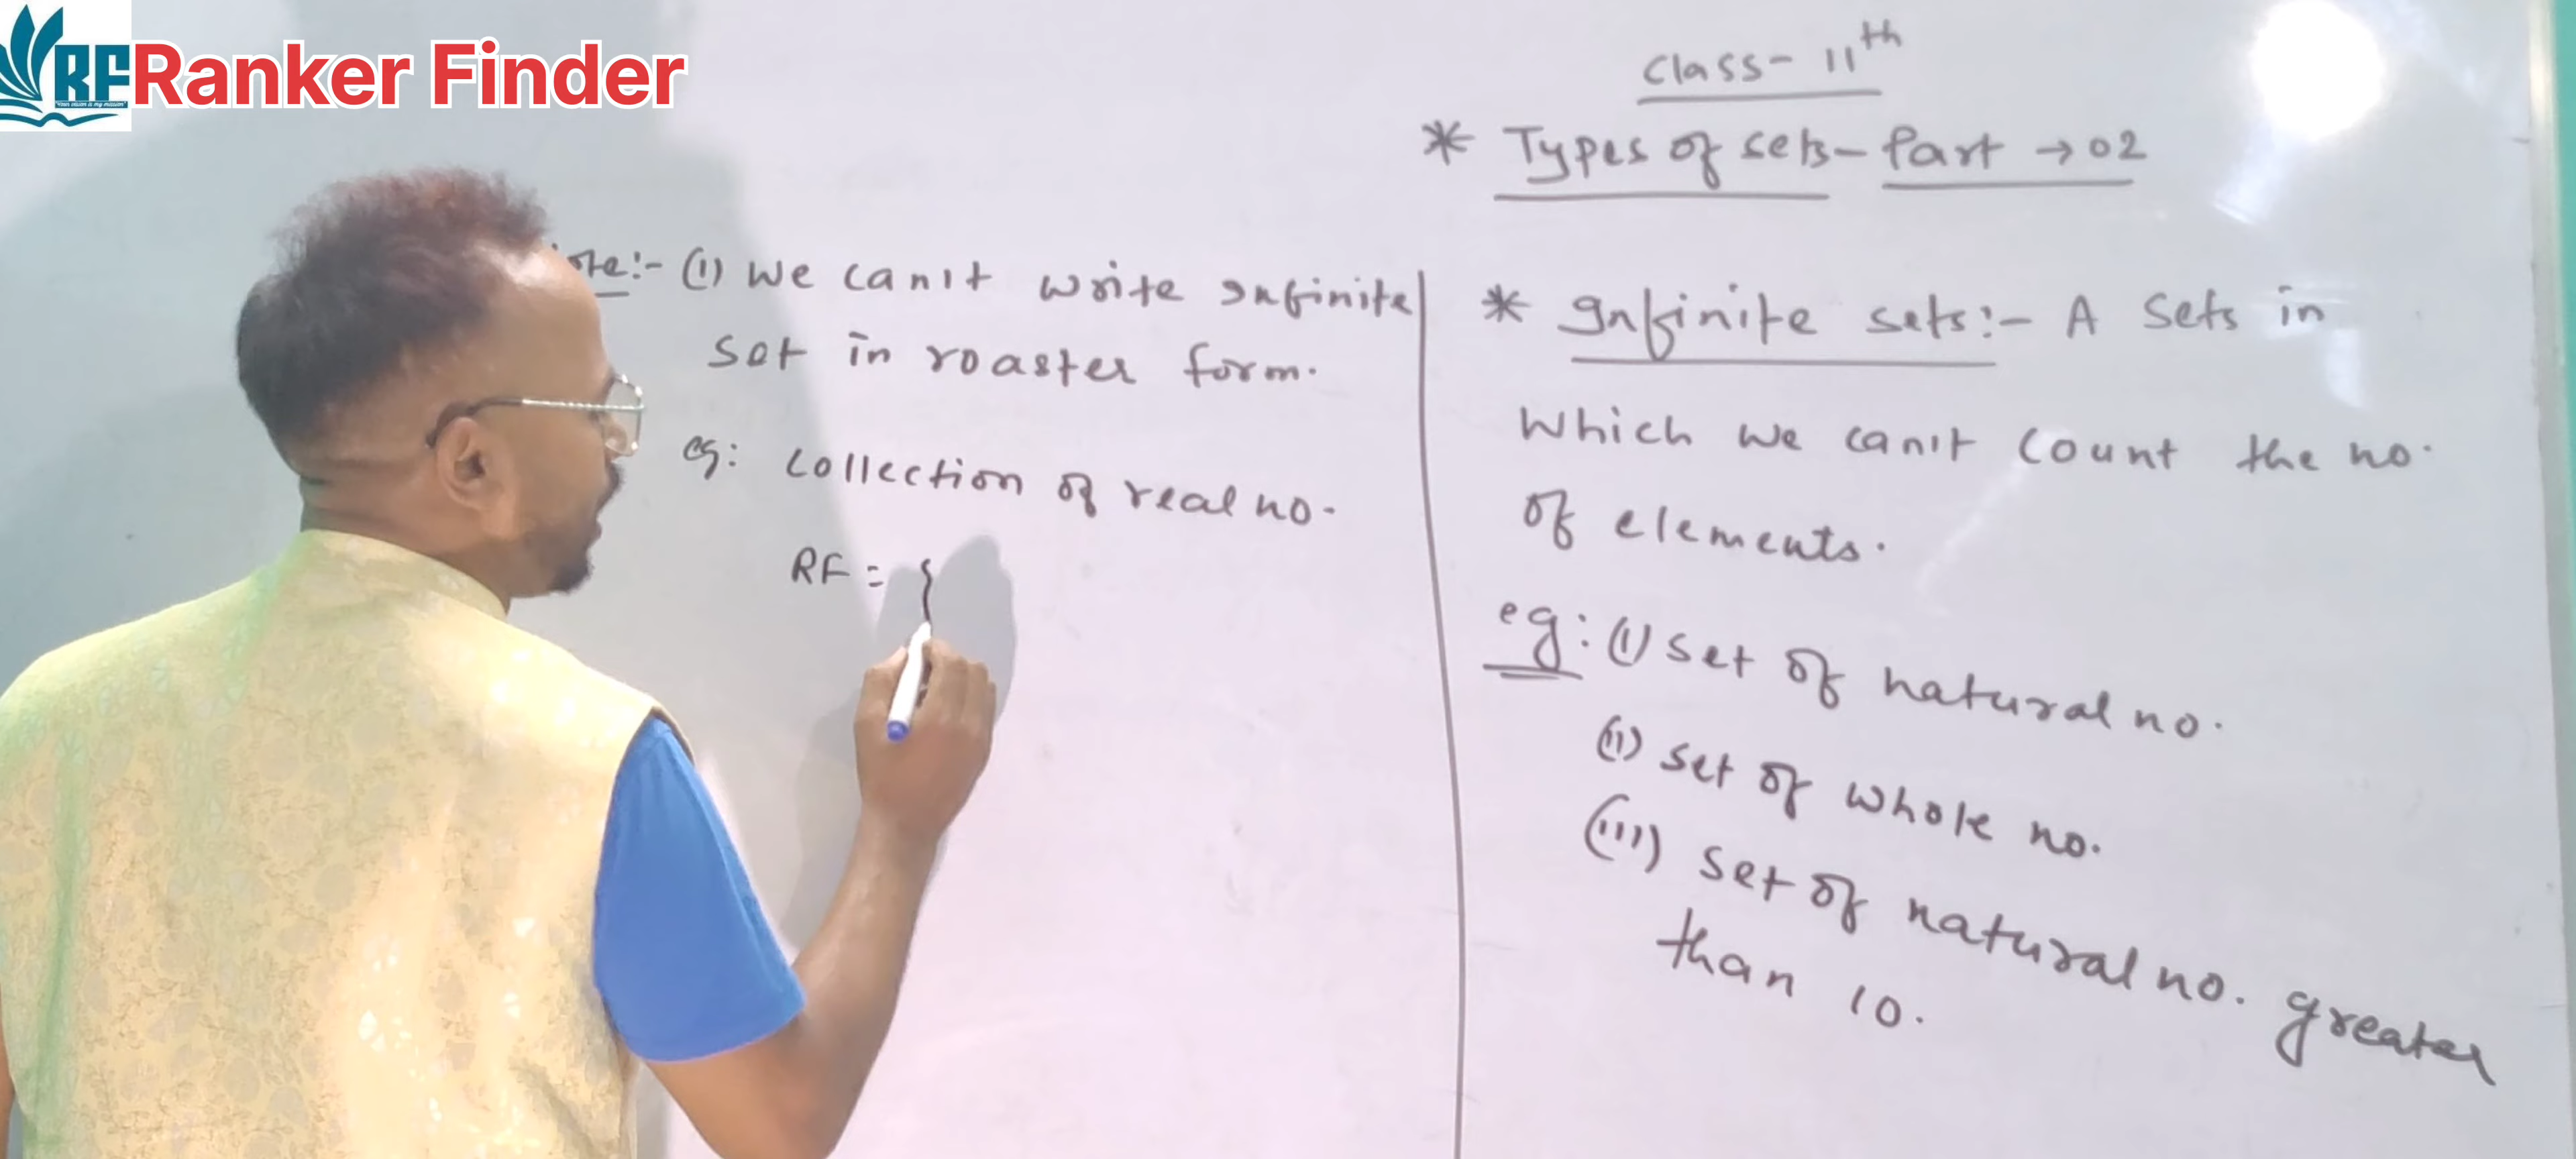 RF Ranker Finder
Class- 11th
* Types of sets- Part → 02
(1) We can't write Infinite
set in roaster form.
eg: Collection of real no.
RF = {
* Infinite sets:- A Sets in
Which We can't Count the no.
of elements.
eg: (i) set of natural no.
(ii) set of whole no.
(iii) set of natural no. greater
than 10.